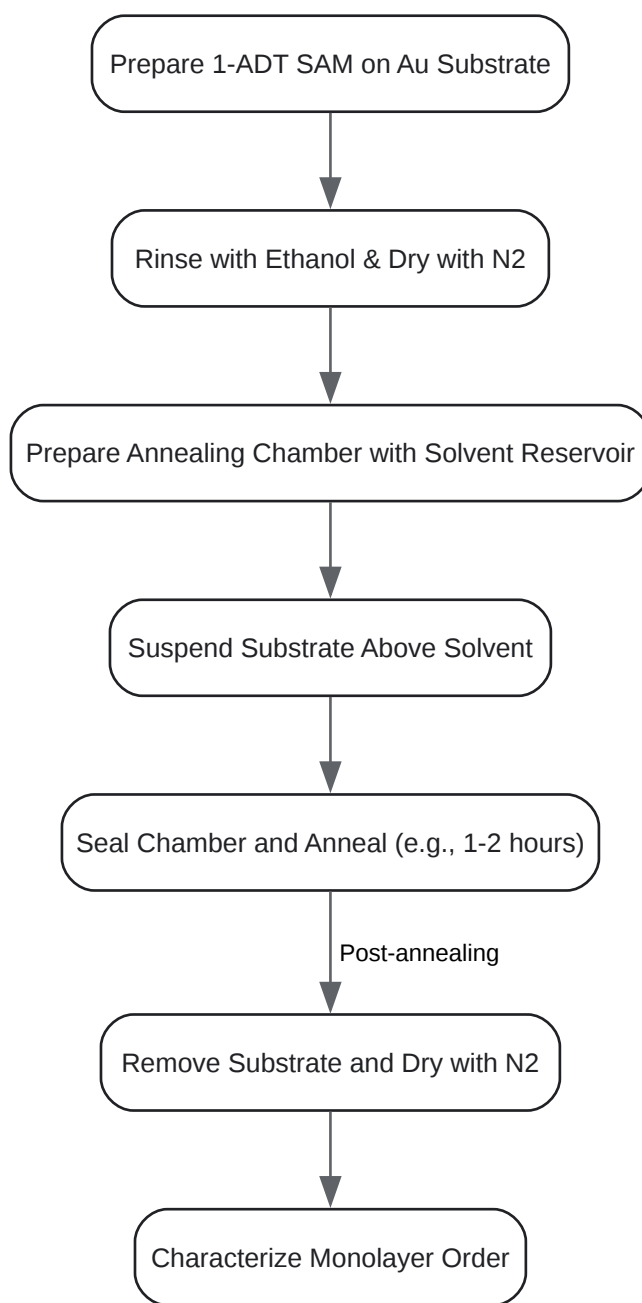 Prepare 1-ADT SAM on Au Substrate
Rinse with Ethanol & Dry with N2
Prepare Annealing Chamber with Solvent Reservoir
Suspend Substrate Above Solvent
Seal Chamber and Anneal (e.g., 1-2 hours)
Post-annealing
Remove Substrate and Dry with N2
Characterize Monolayer Order